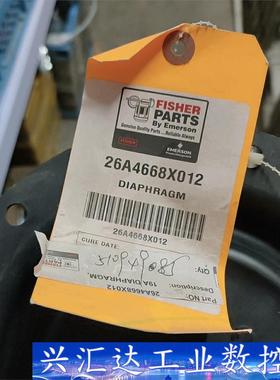 FISHER
PARTS
By Emerson
Genuine Quality Parts ... Reliable Always
FISHER
EMERSON
26A4668X012
DIAPHRAGM
26A4668X012
CURE DATE:
Qty:
19A,DIAPHRAGM,
26A4668X012
Part No:
兴汇达工业数控